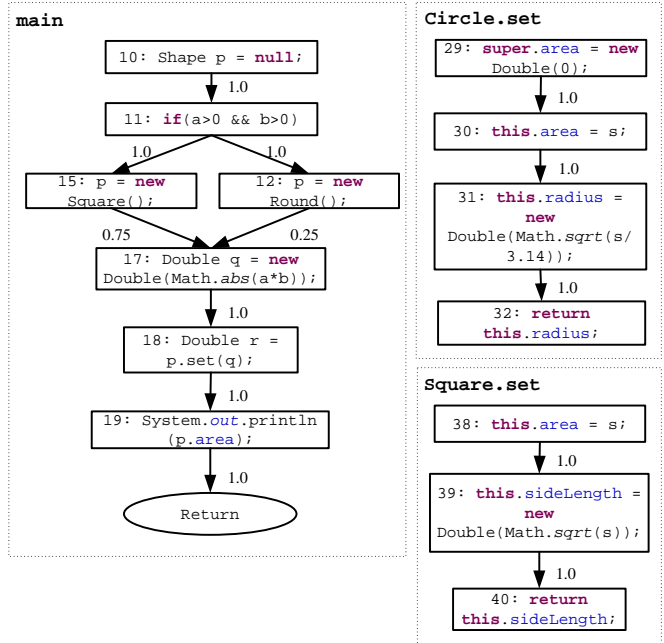 main
10: Shape p = null;
1.0
11: if(a>0 && b>0)
1.0
1.0
15: p = new
Square();
12: p = new
Round();
0.75
0.25
17: Double q = new
Double(Math.abs(a*b));
1.0
18: Double r =
p.set(q);
1.0
19: System.out.println
(p.area);
1.0
Return
Circle.set
29: super.area = new
Double(0);
1.0
30: this.area = s;
1.0
31: this.radius =
new
Double(Math.sqrt(s/
3.14));
1.0
32: return
this.radius;
Square.set
38: this.area = s;
1.0
39: this.sideLength =
new
Double(Math.sqrt(s));
1.0
40: return
this.sideLength;